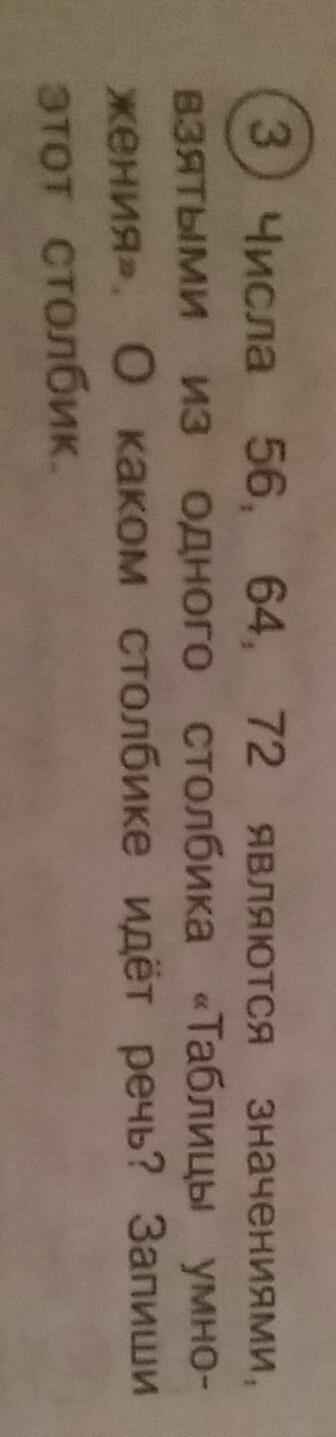 3 Числа 56, 64, 72 являются значениями,
взятыми из одного столбика «Таблицы умно-
жения». О каком столбике идёт речь? Запиши
этот столбик.